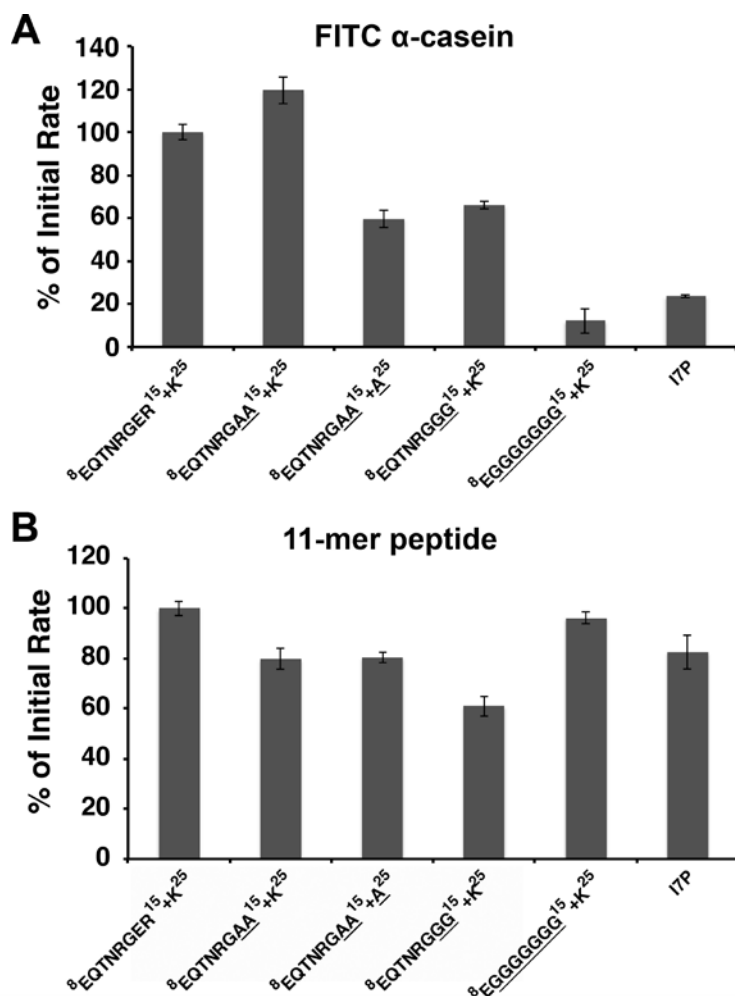 A
FITC α-casein
% of Initial Rate
140
120
100
80
60
40
20
0
⁸EQTNRGER¹⁵+K²⁵
⁸EQTNRGAA¹⁵+K²⁵
⁸EQTNRGAA¹⁵+A²⁵
⁸EQTNRGGG¹⁵+K²⁵
⁸EGGGGGGG¹⁵+K²⁵
I7P
B
11-mer peptide
% of Initial Rate
120
100
80
60
40
20
0
⁸EQTNRGER¹⁵+K²⁵
⁸EQTNRGAA¹⁵+K²⁵
⁸EQTNRGAA¹⁵+A²⁵
⁸EQTNRGGG¹⁵+K²⁵
⁸EGGGGGGG¹⁵+K²⁵
I7P